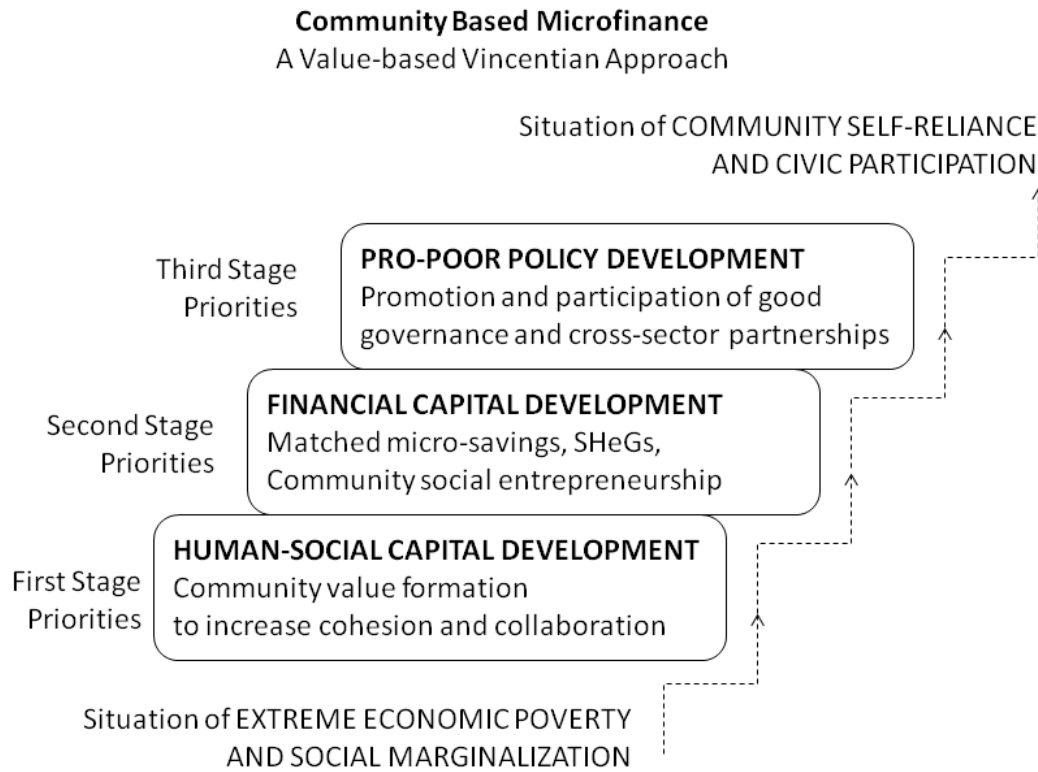 Community Based Microfinance
A Value-based Vincentian Approach
Situation of COMMUNITY SELF-RELIANCE
AND CIVIC PARTICIPATION
Third Stage
Priorities
PRO-POOR POLICY DEVELOPMENT
Promotion and participation of good
governance and cross-sector partnerships
Second Stage
Priorities
FINANCIAL CAPITAL DEVELOPMENT
Matched micro-savings, SHeGs,
Community social entrepreneurship
First Stage
Priorities
HUMAN-SOCIAL CAPITAL DEVELOPMENT
Community value formation
to increase cohesion and collaboration
Situation of EXTREME ECONOMIC POVERTY
AND SOCIAL MARGINALIZATION